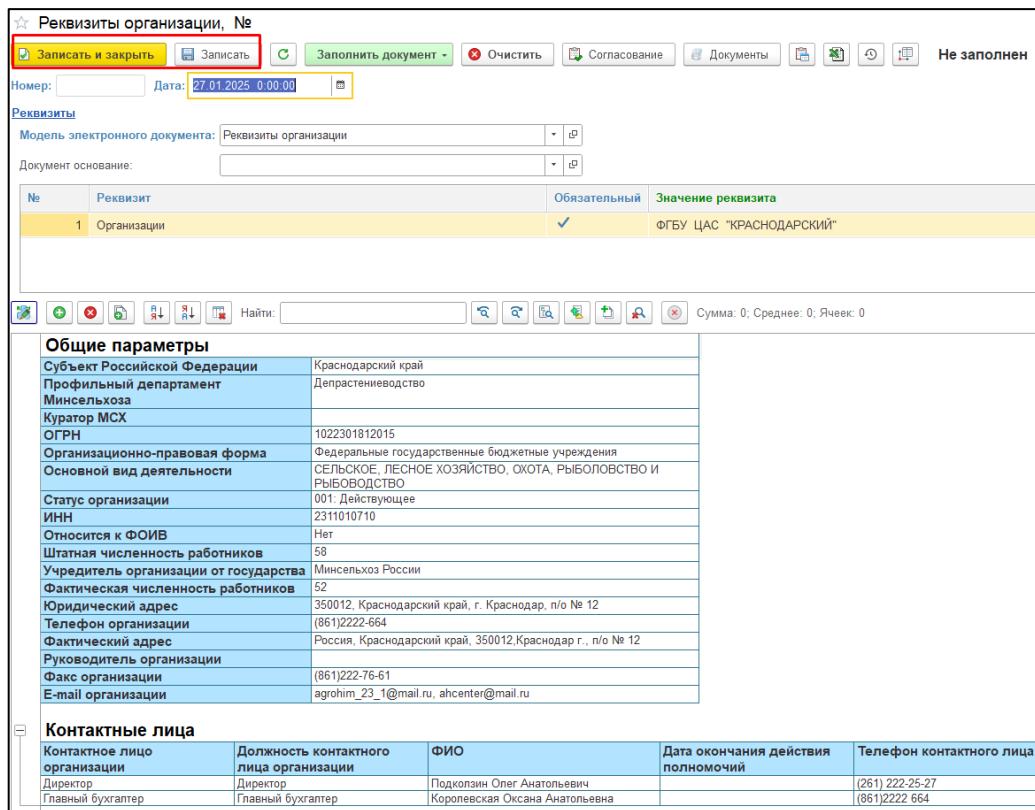 Реквизиты организации, №
Записать и закрыть Записать Заполнить документ Очистить Согласование Документы Не заполнен
Номер: Дата: 27.01.2025 0:00:00
Реквизиты
Модель электронного документа: Реквизиты организации
Документ основание:
№ Реквизит Обязательный Значение реквизита
1 Организации ФГБУ ЦАС "КРАСНОДАРСКИЙ"
Найти: Сумма: 0; Среднее: 0; Ячеек: 0
Общие параметры
Субъект Российской Федерации Краснодарский край
Профильный департамент Депрастениеводство
Минсельхоза
Куратор МСХ
ОГРН 1022301812015
Организационно-правовая форма Федеральные государственные бюджетные учреждения
Основной вид деятельности СЕЛЬСКОЕ, ЛЕСНОЕ ХОЗЯЙСТВО, ОХОТА, РЫБОЛОВСТВО И
РЫБОВОДСТВО
Статус организации 001: Действующее
ИНН 2311010710
Относится к ФОИВ Нет
Штатная численность работников 58
Учредитель организации от государства Минсельхоз России
Фактическая численность работников 52
Юридический адрес 350012, Краснодарский край, г. Краснодар, п/о № 12
Телефон организации (861)2222-664
Фактический адрес Россия, Краснодарский край, 350012,Краснодар г., п/о № 12
Руководитель организации
Факс организации (861)222-76-61
E-mail организации agrohim_23_1@mail.ru, ahcenter@mail.ru
Контактные лица
Контактное лицо Должность контактного ФИО Дата окончания действия Телефон контактного лица
организации лица организации полномочий
Директор Директор Подколзин Олег Анатольевич (261) 222-25-27
Главный бухгалтер Главный бухгалтер Королевская Оксана Анатольевна (861)2222 664